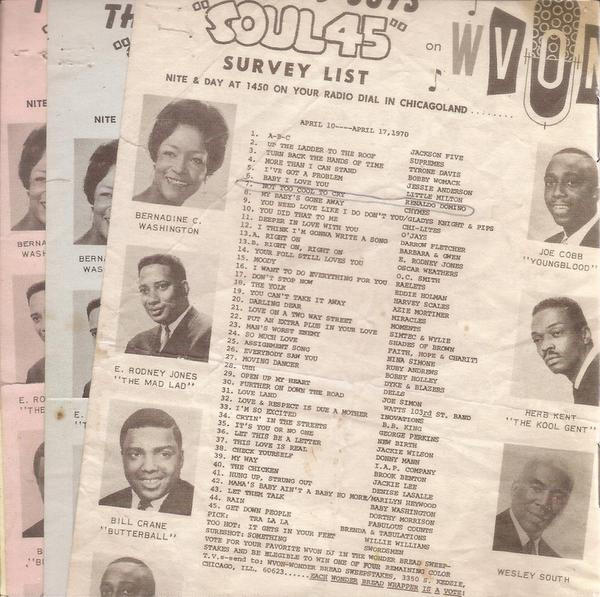 "SOUL 45"
on WVON
SURVEY LIST
NITE & DAY AT 1450 ON YOUR RADIO DIAL IN CHICAGOLAND ........
APRIL 10----APRIL 17,1970
1. A-B-C JACKSON FIVE
2. UP THE LADDER TO THE ROOF SUPREMES
3. TURN BACK THE HANDS OF TIME TYRONE DAVIS
4. MORE THAN I CAN STAND BOBBY WOMACK
5. I'VE GOT A PROBLEM JESSIE ANDERSON
6. BABY I LOVE YOU LITTLE MILTON
7. NOT TOO COOL TO CRY RENALDO DOMINO
8. MY BABY'S GONE AWAY CHYMES
9. YOU NEED LOVE LIKE I DO DON'T YOU/GLADYS KNIGHT & PIPS
10. YOU DID THAT TO ME CHI-LITES
11. DEEPER IN LOVE WITH YOU O'JAYS
12. I THINK I'M GONNA WRITE A SONG DARRON FLETCHER
13.A. RIGHT ON BARBARA & GWEN
13.B. RIGHT ON, RIGHT ON E. RODNEY JONES
14. YOUR FOLL STILL LOVES YOU OSCAR WEATHERS
15. MOODY O.C. SMITH
16. I WANT TO DO EVERYTHING FOR YOU RAELETS
17. DON'T STOP NOW EDDIE HOLMAN
18. THE YOLK HARVEY SCALES
19. YOU CAN'T TAKE IT AWAY AZIE MORTIMER
20. DARLING DEAR MIRACLES
21. LOVE ON A TWO WAY STREET MOMENTS
22. PUT AN EXTRA PLUS IN YOUR LOVE SIMTEC & WYLIE
23. MAN'S WORST ENEMY SHADES OF BROWN
24. SO MUCH LOVE FAITH, HOPE & CHARITI
25. ASSIGNMENT SONG NINA SIMONE
26. EVERYBODY SAW YOU RUBY ANDREWS
27. MOVING DANCER BOBBY HOLLEY
28. UHH DYKE & BLAZERS
29. OPEN UP MY HEART DELLS
30. FURTHER ON DOWN THE ROAD JOE SIMON
31. LOVE LAND WATTS 103rd ST. BAND
32. LOVE & RESPECT IS DUE A MOTHER INOVATIONS
33. I'M SO EXCITED B.B. KING
34. CRYIN' IN THE STREETS GEORGE PERKINS
35. IT'S YOU OR NO ONE NEW BIRTH
36. LET THIS BE A LETTER JACKIE WILSON
37. THIS LOVE IS REAL DONNY MANN
38. CHECK YOURSELF I.A.P. COMPANY
39. MY WAY BROOK BENTON
40. THE CHICKEN JACKIE LEE
41. HUNG UP, STRUNG OUT DENISE LASALLE
42. MAMA'S BABY AIN'T A BABY NO MORE/MARILYN HEYWOOD
43. LET THEM TALK BABY WASHINGTON
44. RAIN DORTHY MORRISON
45. GET DOWN PEOPLE FABULOUS COUNTS
PICK: TRA LA LA BRENDA & TABULATIONS
TOO HOT: IT GETS IN YOUR FEET WILLIE WILLIAMS
SURESHOT: SOMETHING SWORDSMEN
VOTE FOR YOUR FAVORITE WVON DJ IN THE WONDER BREAD SWEEP-
STAKES AND BE ELEGIBLE TO WIN ONE OF FOUR REMAINING COLOR
T.V.s-send to: WVON-WONDER BREAD SWEEPSTAKES, 3350 S. KEDZIE,
CHICAGO, ILL. 60623......EACH WONDER BREAD WRAPPER IS A VOTE!
BERNADINE C.
WASHINGTON
E. RODNEY JONES
"THE MAD LAD"
BILL CRANE
"BUTTERBALL"
JOE COBB
"YOUNGBLOOD"
HERB KENT
"THE KOOL GENT"
WESLEY SOUTH
NITE
NITE